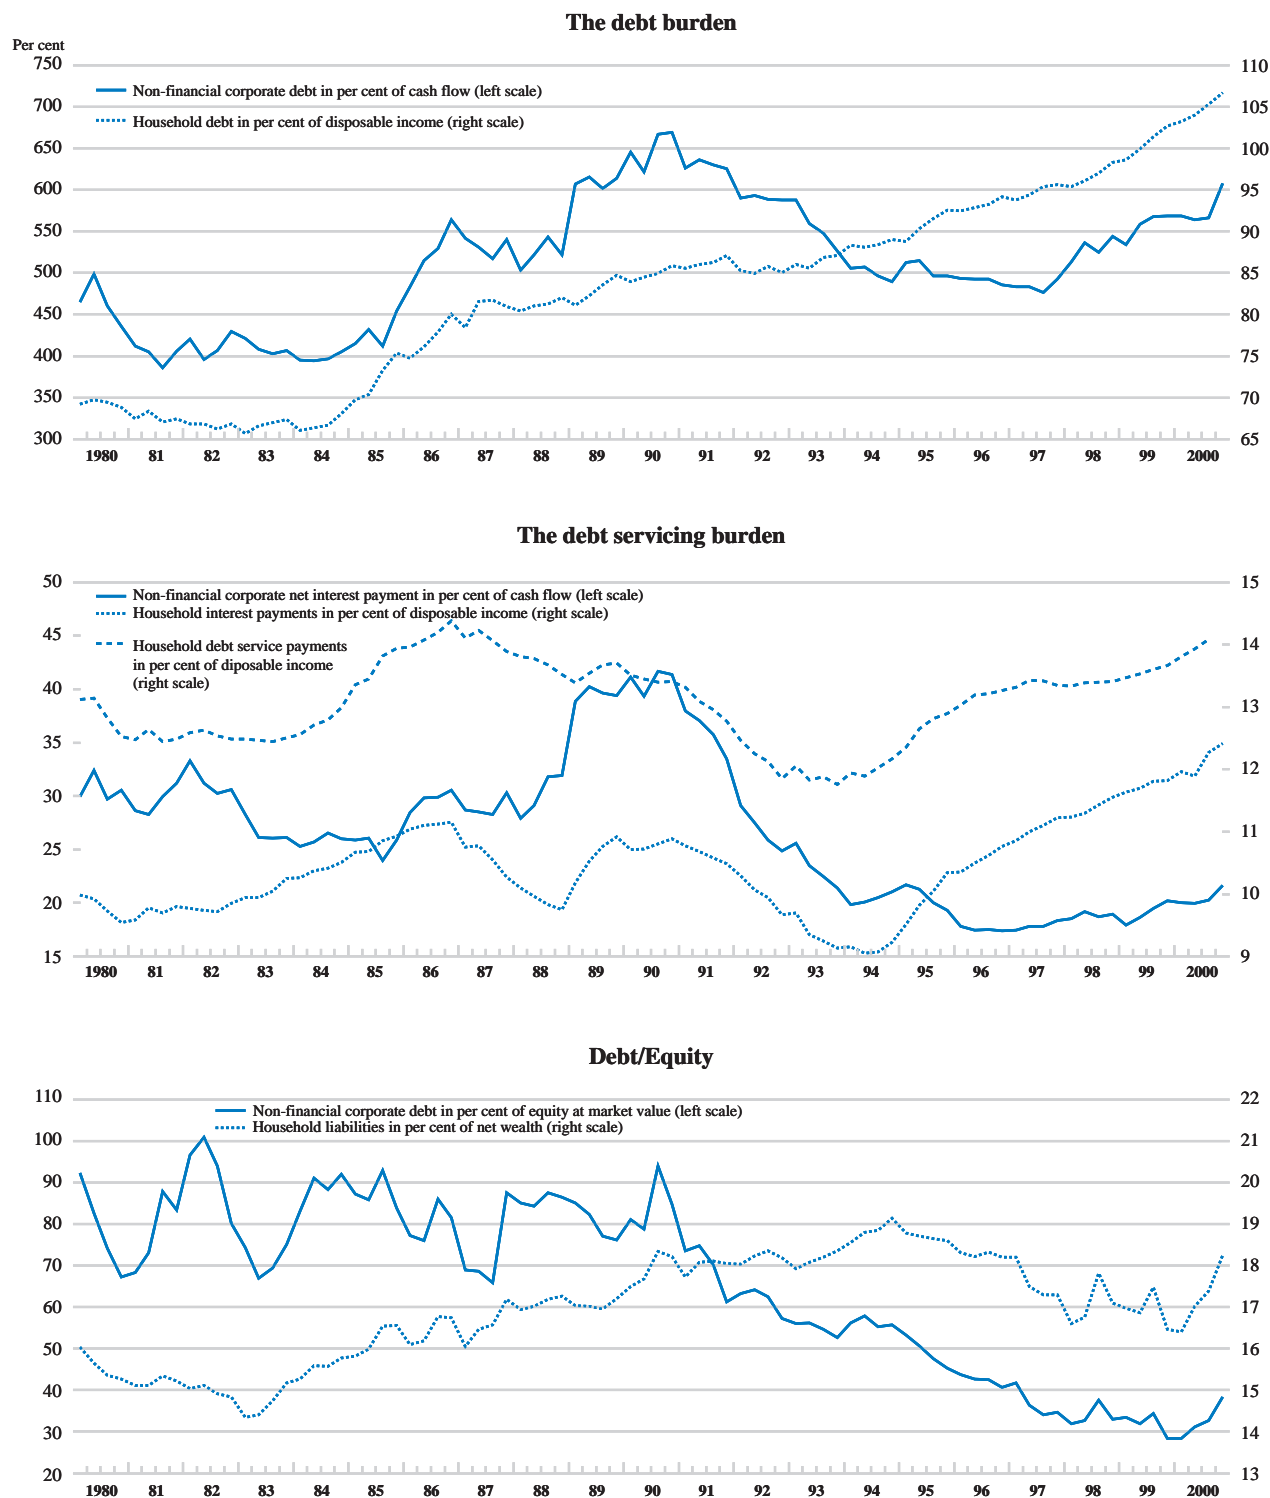 The debt burden
Per cent
750 110
Non-financial corporate debt in per cent of cash flow (left scale)
700 105
Household debt in per cent of disposable income (right scale)
650 100
600 95
550 90
500 85
450 80
400 75
350 70
300 65
1980 81 82 83 84 85 86 87 88 89 90 91 92 93 94 95 96 97 98 99 2000
The debt servicing burden
50 15
Non-financial corporate net interest payment in per cent of cash flow (left scale)
Household interest payments in per cent of disposable income (right scale)
45 14
Household debt service payments
in per cent of diposable income
(right scale)
40 13
35 12
30 11
25 10
20 9
15
1980 81 82 83 84 85 86 87 88 89 90 91 92 93 94 95 96 97 98 99 2000
Debt/Equity
110 22
Non-financial corporate debt in per cent of equity at market value (left scale)
Household liabilities in per cent of net wealth (right scale)
100 21
90 20
80 19
70 18
60 17
50 16
40 15
30 14
20 13
1980 81 82 83 84 85 86 87 88 89 90 91 92 93 94 95 96 97 98 99 2000